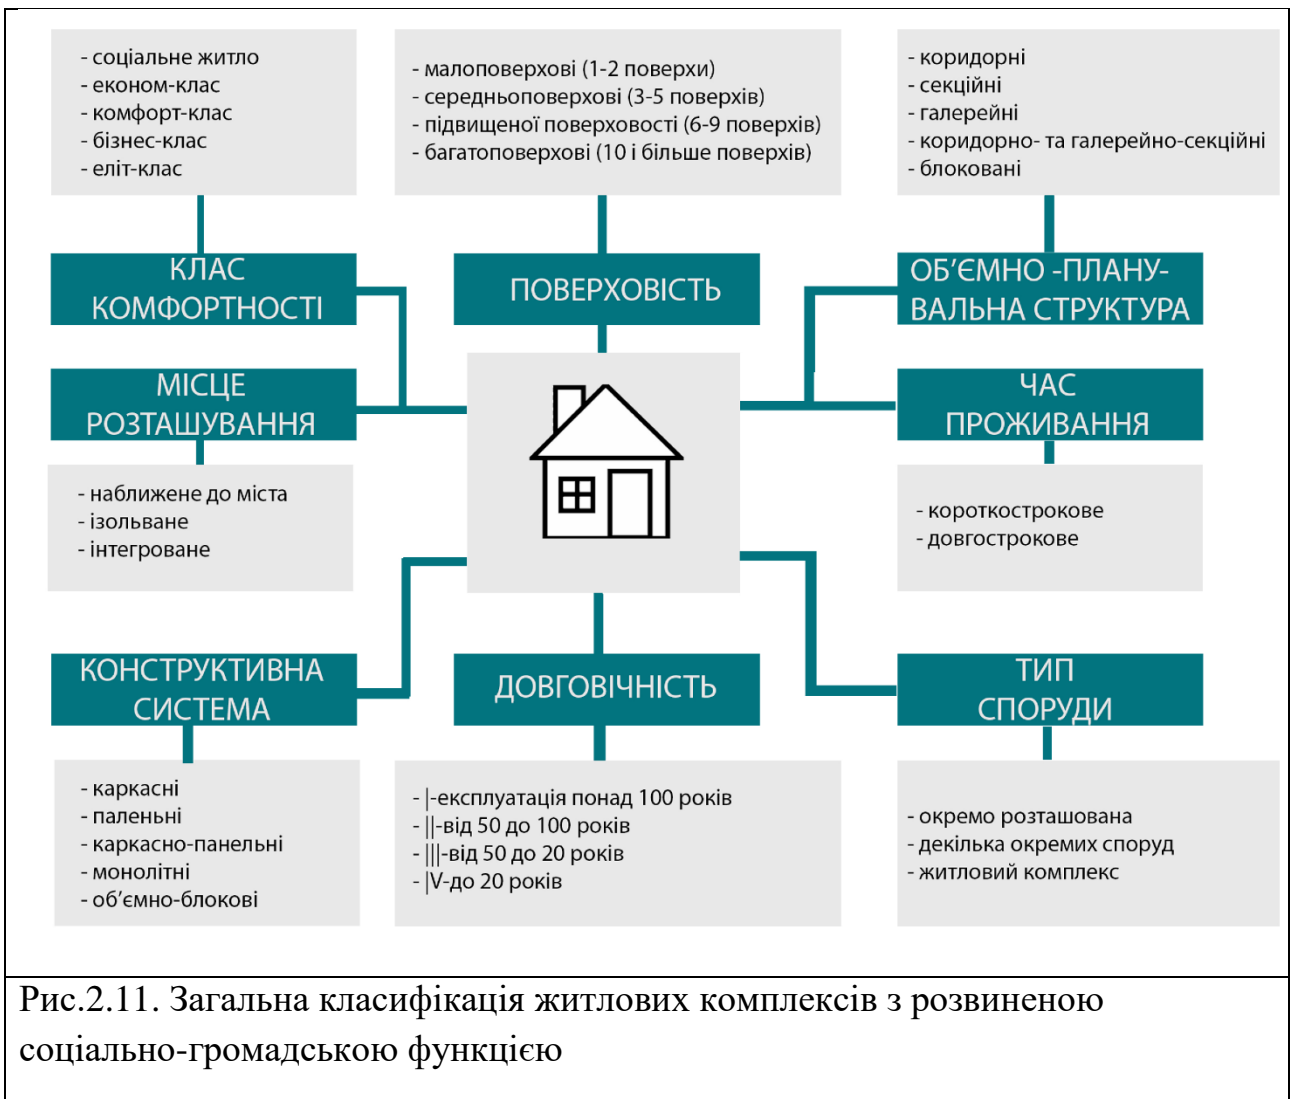 - соціальне житло
- економ-клас
- комфорт-клас
- бізнес-клас
- еліт-клас
- малоповерхові (1-2 поверхи)
- середньоповерхові (3-5 поверхів)
- підвищеної поверховості (6-9 поверхів)
- багатоповерхові (10 і більше поверхів)
- коридорні
- секційні
- галерейні
- коридорно- та галерейно-секційні
- блоковані
КЛАС
КОМФОРТНОСТІ
ПОВЕРХОВІСТЬ
ОБ’ЄМНО -ПЛАНУ-
ВАЛЬНА СТРУКТУРА
МІСЦЕ
РОЗТАШУВАННЯ
ЧАС
ПРОЖИВАННЯ
- наближене до міста
- ізольване
- інтегроване
- короткострокове
- довгострокове
КОНСТРУКТИВНА
СИСТЕМА
ДОВГОВІЧНІСТЬ
ТИП
СПОРУДИ
- каркасні
- паленьні
- каркасно-панельні
- монолітні
- об’ємно-блокові
- |-експлуатація понад 100 років
- ||-від 50 до 100 років
- |||-від 50 до 20 років
- |V-до 20 років
- окремо розташована
- декілька окремих споруд
- житловий комплекс
Рис.2.11. Загальна класифікація житлових комплексів з розвиненою
соціально-громадською функцією